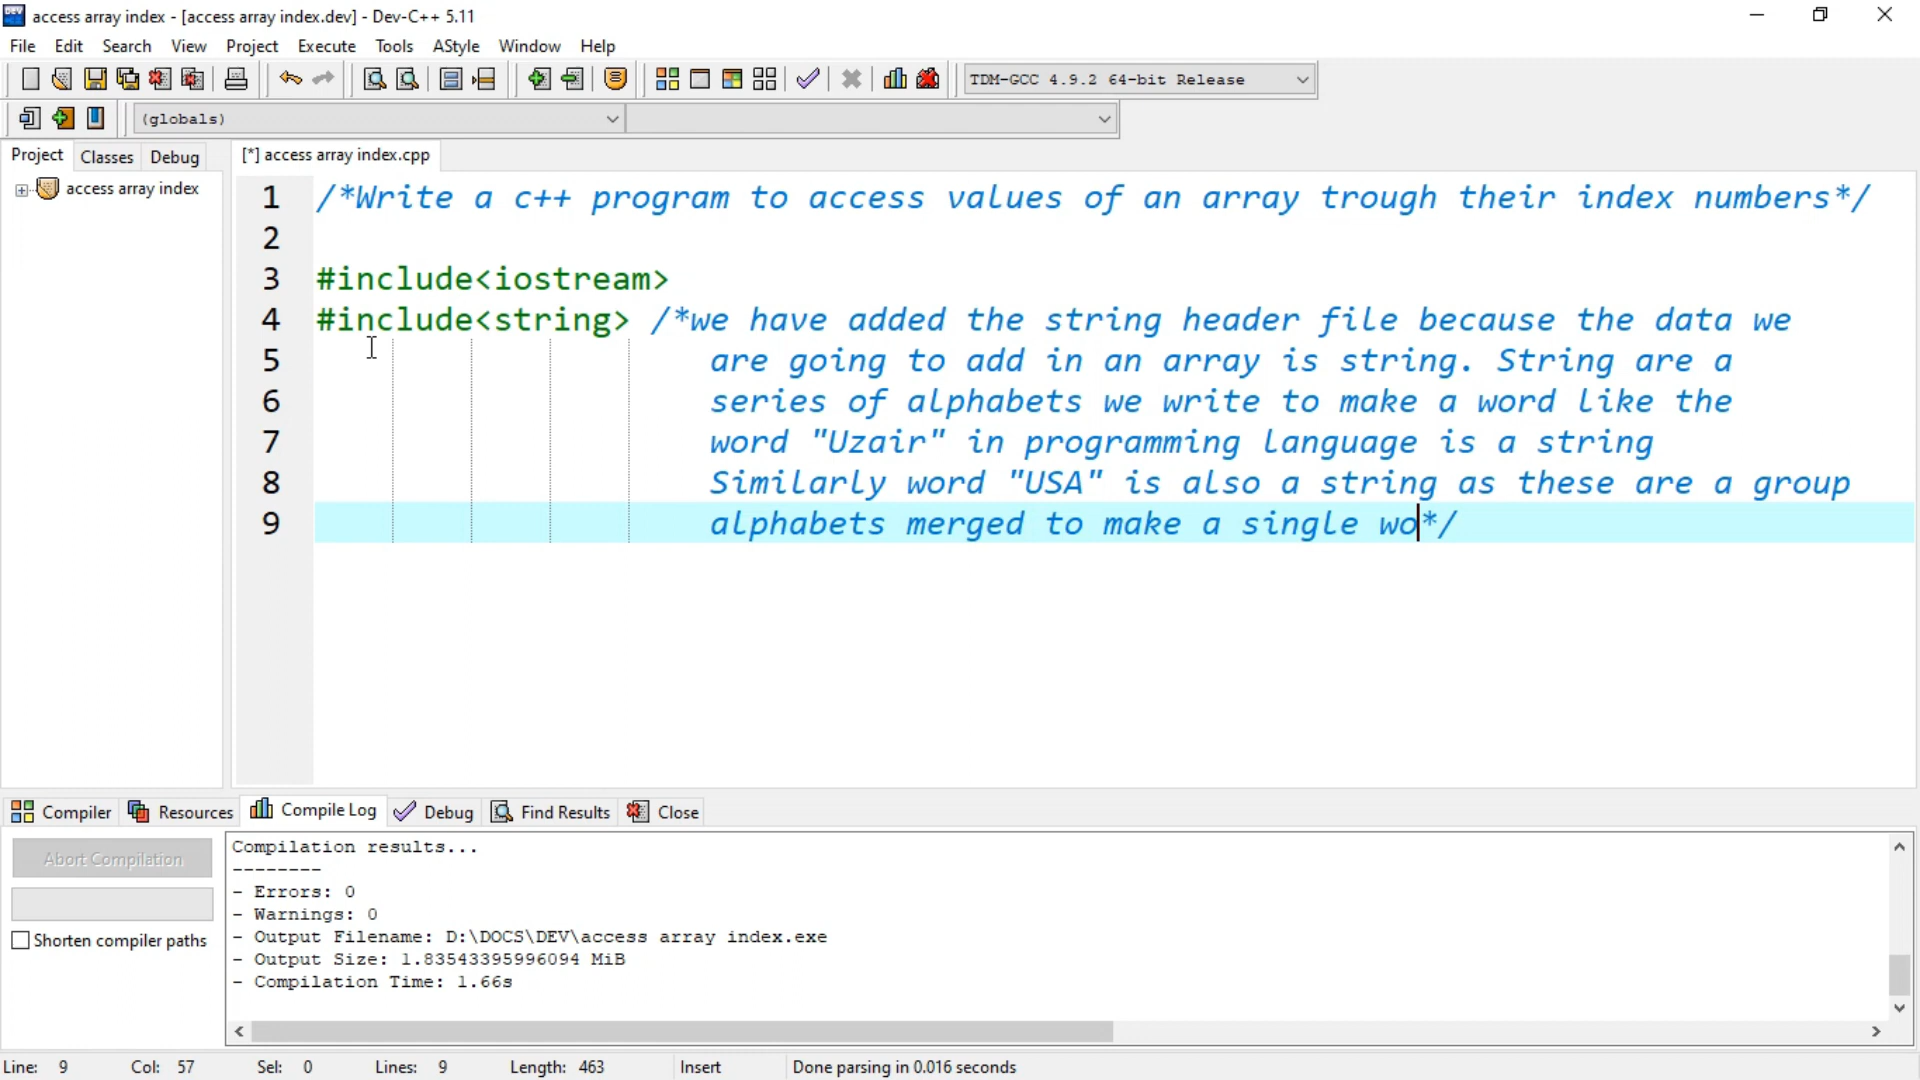 access array index - [access array index.dev] - Dev-C++ 5.11
File Edit Search View Project Execute Tools AStyle Window Help
TDM-GCC 4.9.2 64-bit Release
(globals)
Project Classes Debug [*] access array index.cpp
access array index
1 /*Write a c++ program to access values of an array trough their index numbers*/
2
3 #include<iostream>
4 #include<string> /*we have added the string header file because the data we
5 are going to add in an array is string. String are a
6 series of alphabets we write to make a word like the
7 word "Uzair" in programming language is a string
8 Similarly word "USA" is also a string as these are a group
9 alphabets merged to make a single wo*/
Compiler Resources Compile Log Debug Find Results Close
Abort Compilation
Shorten compiler paths
Compilation results...
--------
- Errors: 0
- Warnings: 0
- Output Filename: D:\DOCS\DEV\access array index.exe
- Output Size: 1.83543395996094 MiB
- Compilation Time: 1.66s
Line: 9 Col: 57 Sel: 0 Lines: 9 Length: 463 Insert Done parsing in 0.016 seconds